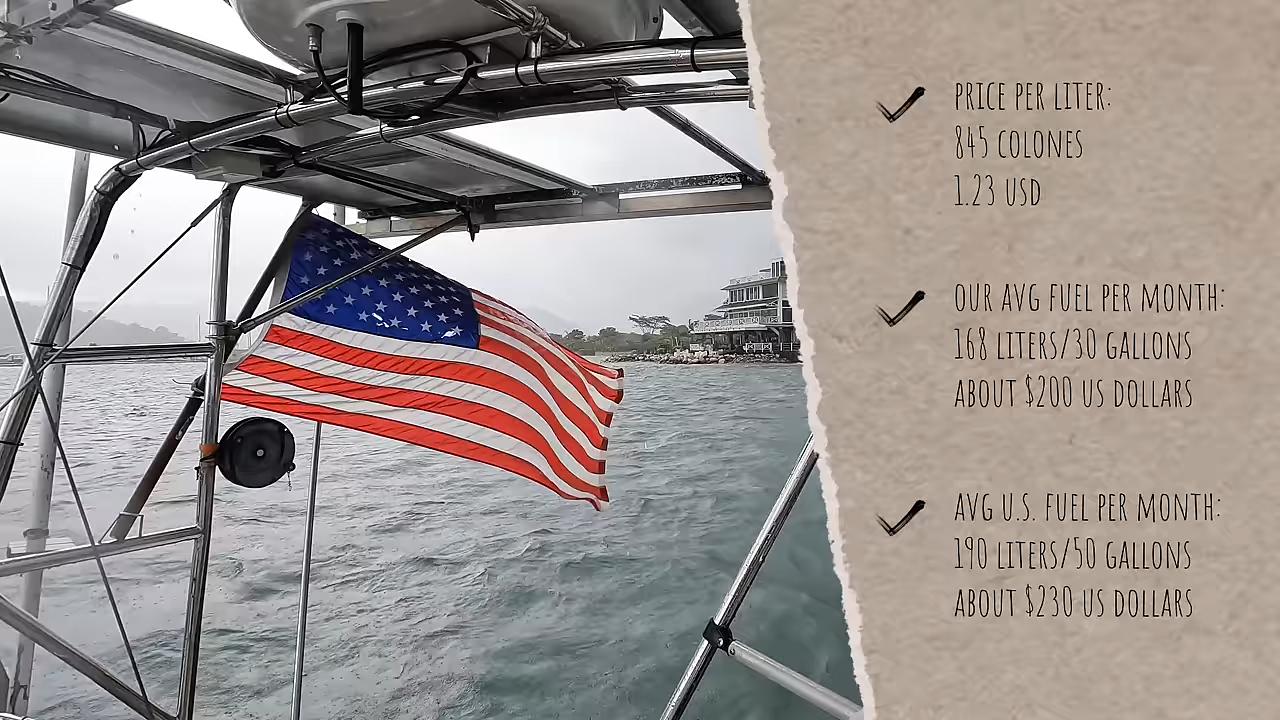 PRICE PER LITER:
845 COLONES
1.23 USD
OUR AVG FUEL PER MONTH:
168 LITERS/30 GALLONS
ABOUT $200 US DOLLARS
AVG U.S. FUEL PER MONTH:
190 LITERS/50 GALLONS
ABOUT $230 US DOLLARS